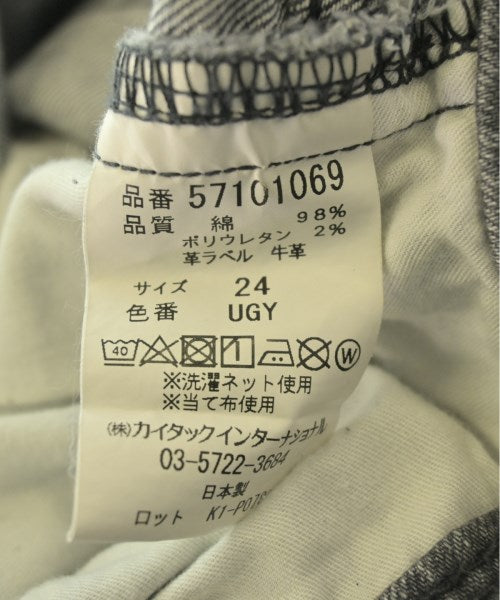 品番 57101069
品質 綿 98%
ポリウレタン 2%
革ラベル 牛革
サイズ 24
色番 UGY
40 W
※洗濯ネット使用
※当て布使用
(株)カイタックインターナショナル
03-5722-3684
日本製
ロット